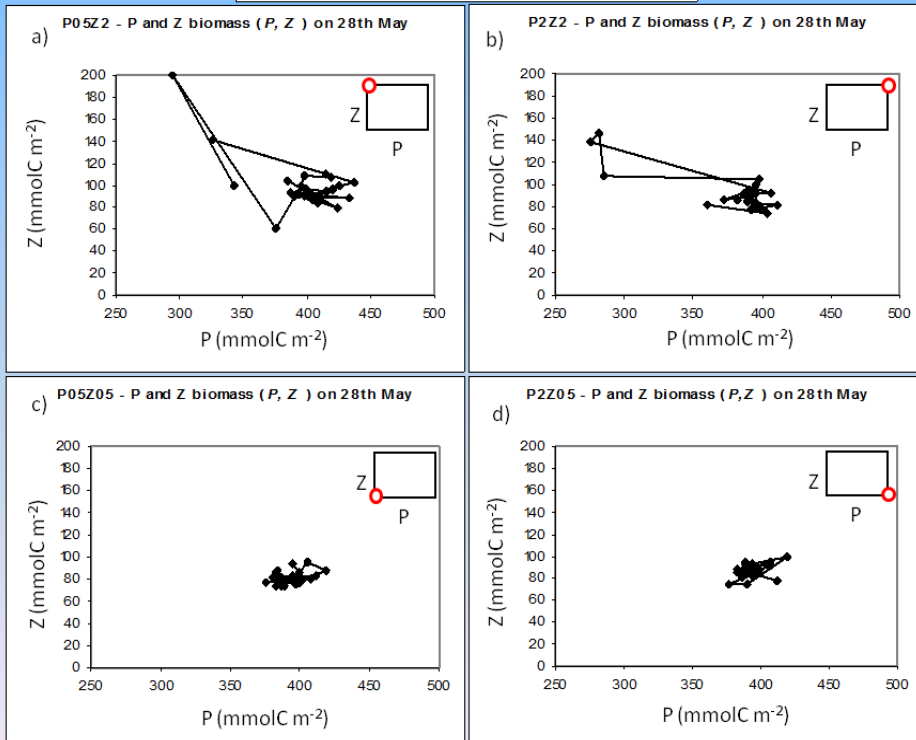 P05Z2 - P and Z biomass (P, Z ) on 28th May
a)
200
180
160
140
120
100
80
60
40
20
0
Z (mmolC m-2)
250 300 350 400 450 500
P (mmolC m-2)
Z
P
P2Z2 - P and Z biomass (P, Z ) on 28th May
b)
200
180
160
140
120
100
80
60
40
20
0
Z (mmolC m-2)
250 300 350 400 450 500
P (mmolC m-2)
Z
P
P05Z05 - P and Z biomass (P, Z ) on 28th May
c)
200
180
160
140
120
100
80
60
40
20
0
Z (mmolC m-2)
250 300 350 400 450 500
P (mmolC m-2)
Z
P
P2Z05 - P and Z biomass (P,Z ) on 28th May
d)
200
180
160
140
120
100
80
60
40
20
0
Z (mmolC m-2)
250 300 350 400 450 500
P (mmolC m-2)
Z
P